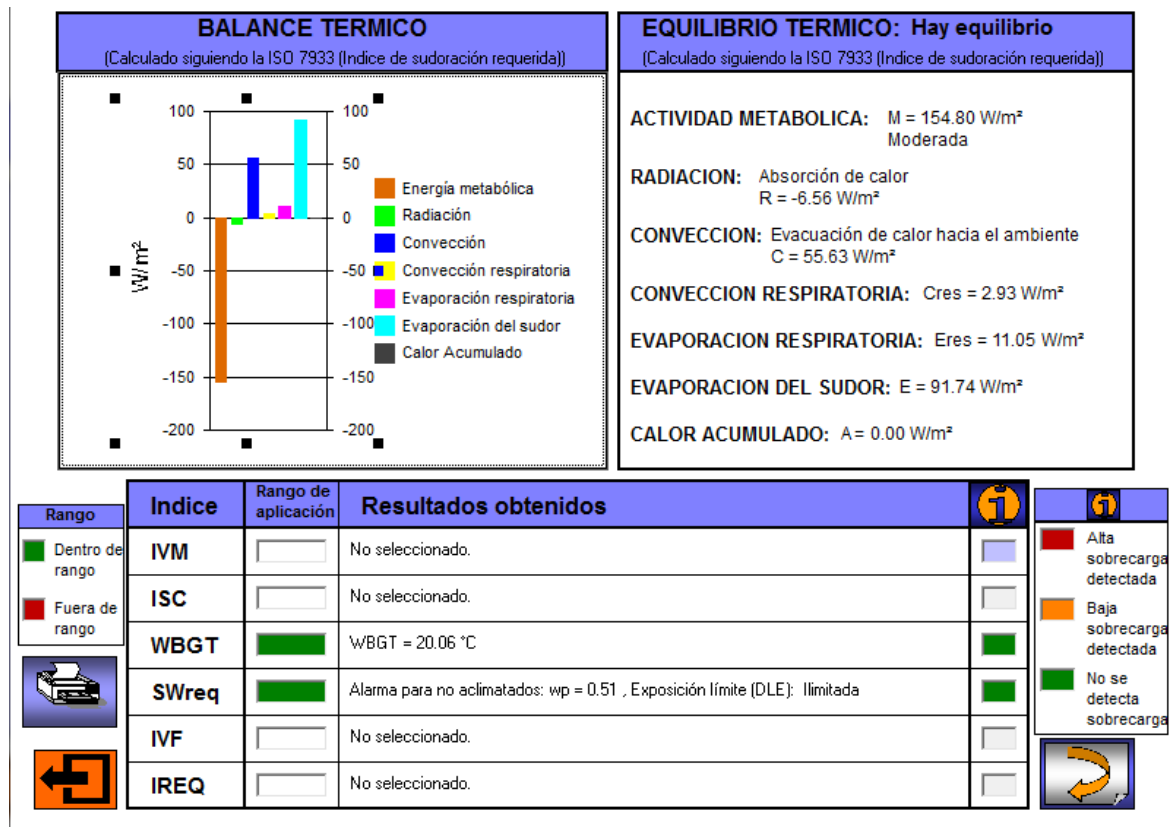 BALANCE TERMICO
(Calculado siguiendo la ISO 7933 (Indice de sudoración requerida))
100
50
0
-50
-100
-150
-200
W/m²
100
50
0
-50
-100
-150
-200
Energía metabólica
Radiación
Convección
Convección respiratoria
Evaporación respiratoria
Evaporación del sudor
Calor Acumulado
EQUILIBRIO TERMICO: Hay equilibrio
(Calculado siguiendo la ISO 7933 (Indice de sudoración requerida))
ACTIVIDAD METABOLICA: M = 154.80 W/m²
Moderada
RADIACION: Absorción de calor
R = -6.56 W/m²
CONVECCION: Evacuación de calor hacia el ambiente
C = 55.63 W/m²
CONVECCION RESPIRATORIA: Cres = 2.93 W/m²
EVAPORACION RESPIRATORIA: Eres = 11.05 W/m²
EVAPORACION DEL SUDOR: E = 91.74 W/m²
CALOR ACUMULADO: A = 0.00 W/m²
Rango
Dentro de
rango
Fuera de
rango
Indice
Rango de
aplicación
Resultados obtenidos
i
IVM No seleccionado.
ISC No seleccionado.
WBGT WBGT = 20.06 °C
SWreq Alarma para no aclimatados: wp = 0.51 , Exposición límite (DLE): Ilimitada
IVF No seleccionado.
IREQ No seleccionado.
i
Alta
sobrecarga
detectada
Baja
sobrecarga
detectada
No se
detecta
sobrecarga